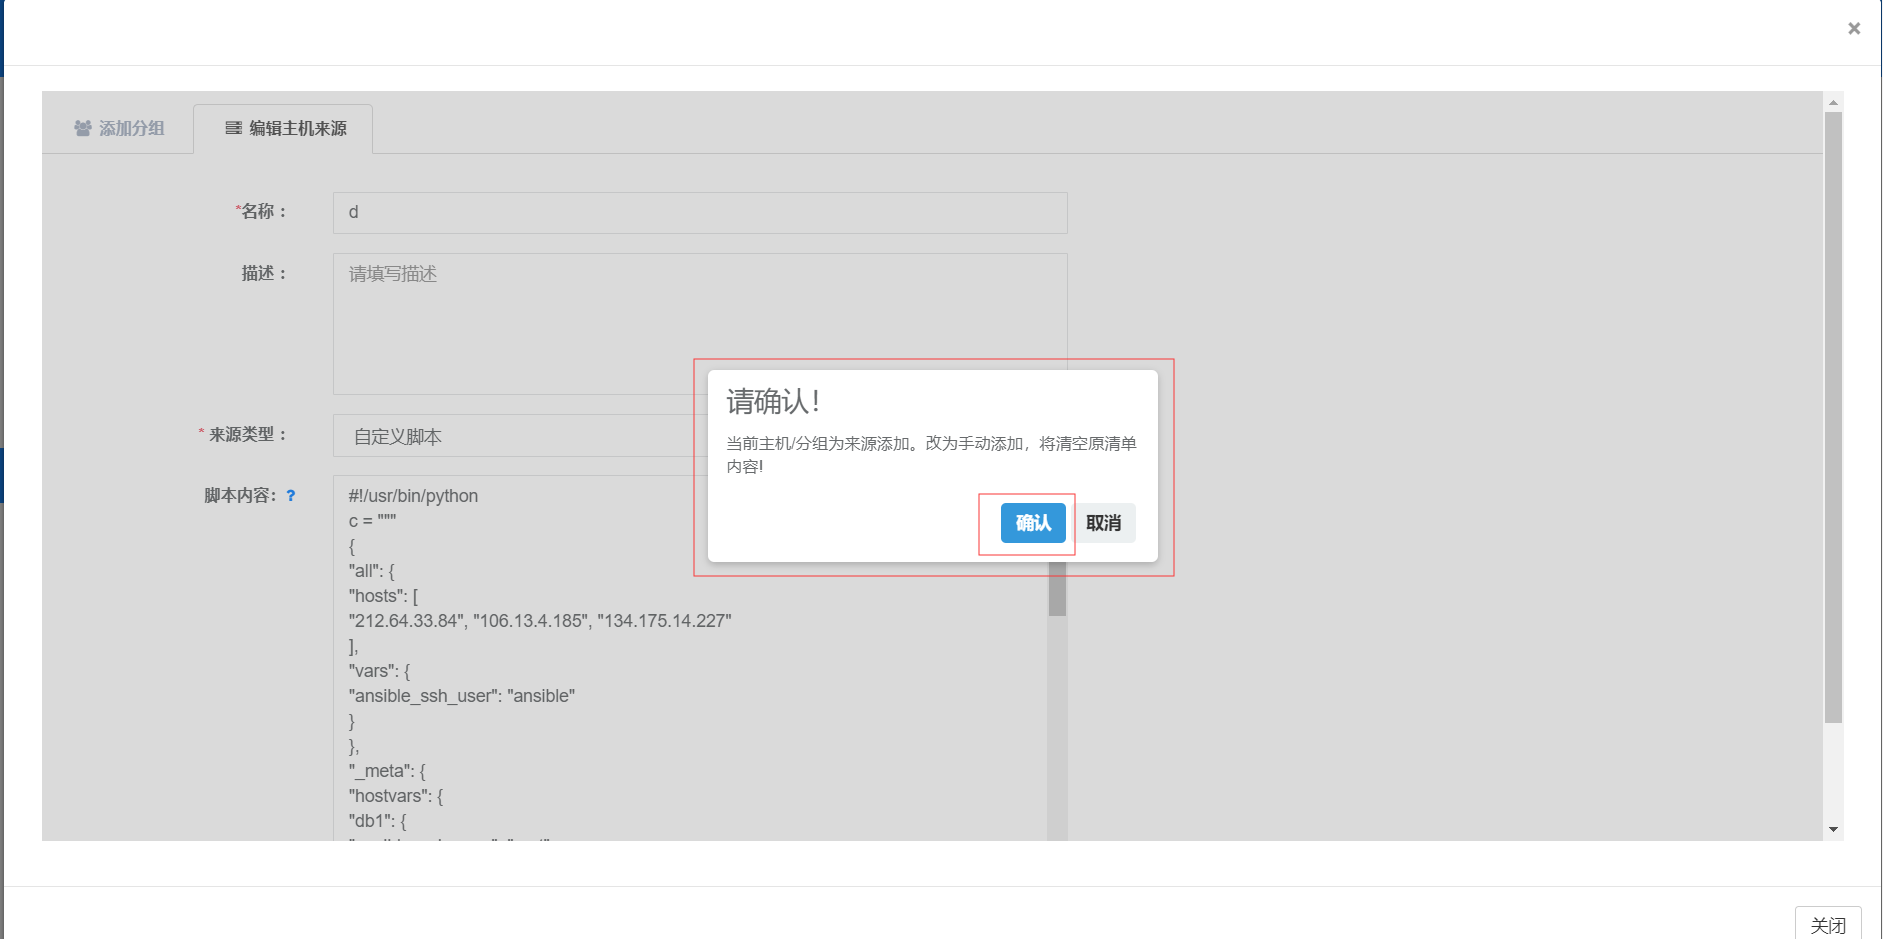 ×
添加分组
编辑主机来源
*名称：
d
描述：
请填写描述
* 来源类型：
自定义脚本
脚本内容：?
#!/usr/bin/python
c = """
{
"all": {
"hosts": [
"212.64.33.84", "106.13.4.185", "134.175.14.227"
],
"vars": {
"ansible_ssh_user": "ansible"
}
},
"_meta": {
"hostvars": {
"db1": {
请确认！
当前主机/分组为来源添加。改为手动添加，将清空原清单
内容!
确认
取消
关闭